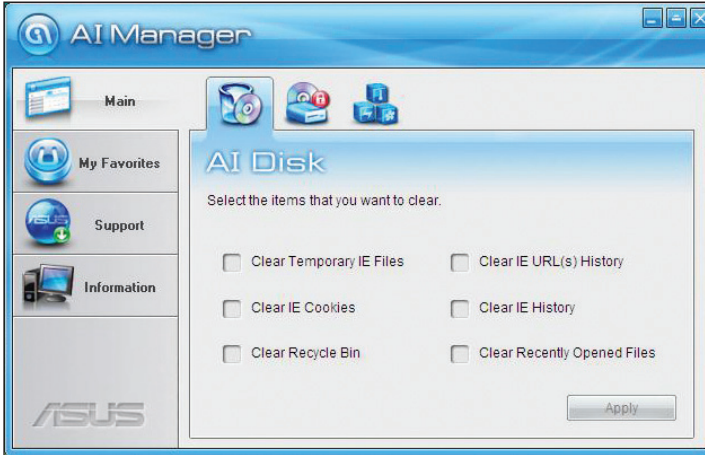 AI Manager
Main
My Favorites
Support
Information
ASUS
ASUS
AI Disk
Select the items that you want to clear.
Clear Temporary IE Files
Clear IE URL(s) History
Clear IE Cookies
Clear IE History
Clear Recycle Bin
Clear Recently Opened Files
Apply